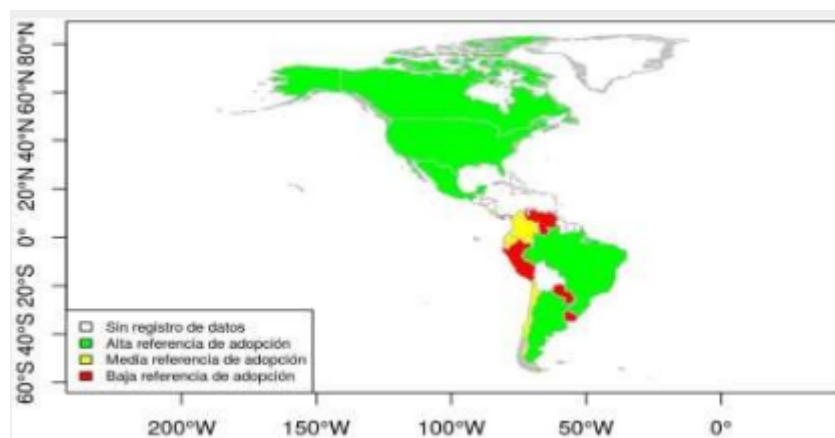 80°N
60°N
40°N
20°N
0°
20°S
40°S
60°S
Sin registro de datos
Alta referencia de adopción
Media referencia de adopción
Baja referencia de adopción
200°W
150°W
100°W
50°W
0°